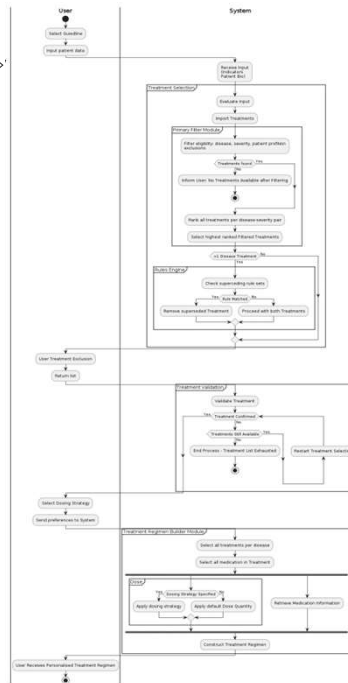 User
System
Select Guideline
Input patient data
Receive Input
(Indication,
Patient Bio)
Treatment Selection
Evaluate Input
Import Treatments
Primary Filter Module
Filter eligibility: disease, severity, patient
exclusions
Treatments found
Yes
No
Inform User: No Treatments Available after Filtering
Rank all treatments per disease-severity pair
Select highest ranked Filtered Treatments
>1 Disease Treatment
No
Yes
Rules Engine
Check superceding rule sets
Yes
Rule Matches
No
Remove superseded Treatment
Proceed with both Treatments
User Treatment Exclusion
Return list
Treatment Validation
Validate Treatment
Yes
Treatment Confirmed
No
Treatments Still Available
Yes
No
End Process - Treatment List Exhausted
Restart Treatment Selection
Select Dosing Strategy
Send preferences to System
Treatment Regimen Builder Module
Select all treatments per disease
Select all medication in Treatment
Dose
Yes
Dosing Strategy Specified
No
Apply dosing strategy
Apply default Dose Quantity
Retrieve Medication Information
Construct Treatment Regimen
User Receives Personalised Treatment Regimen